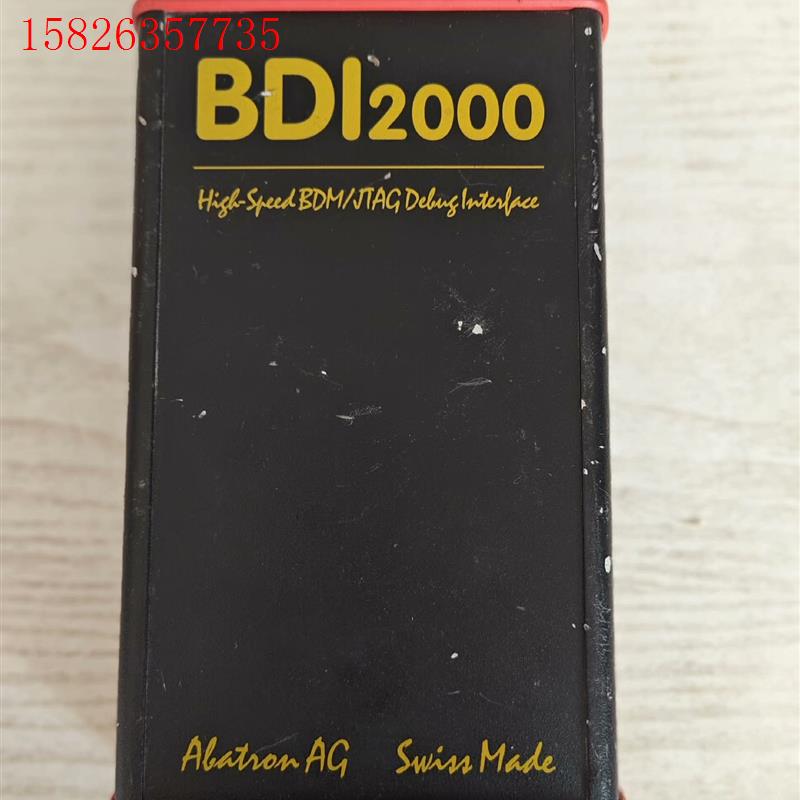 15826357735
BDI2000
High-Speed BDM/JTAG Debug Interface
Abatron AG Swiss Made